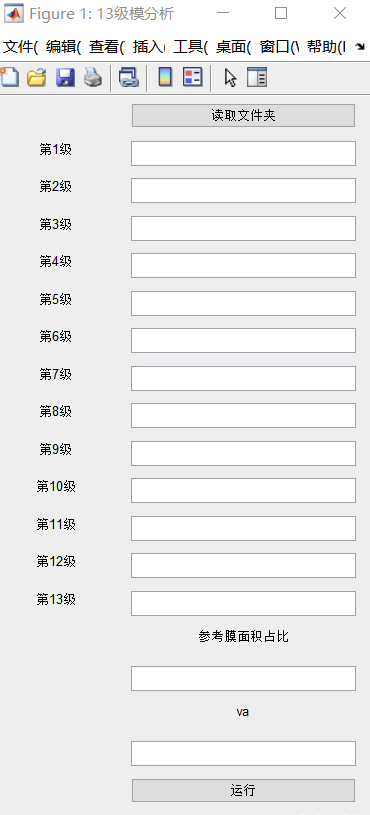 Figure 1: 13级模分析
文件( 编辑( 查看( 插入( 工具( 桌面( 窗口(\ 帮助(I
读取文件夹
第1级
第2级
第3级
第4级
第5级
第6级
第7级
第8级
第9级
第10级
第11级
第12级
第13级
参考膜面积占比
va
运行